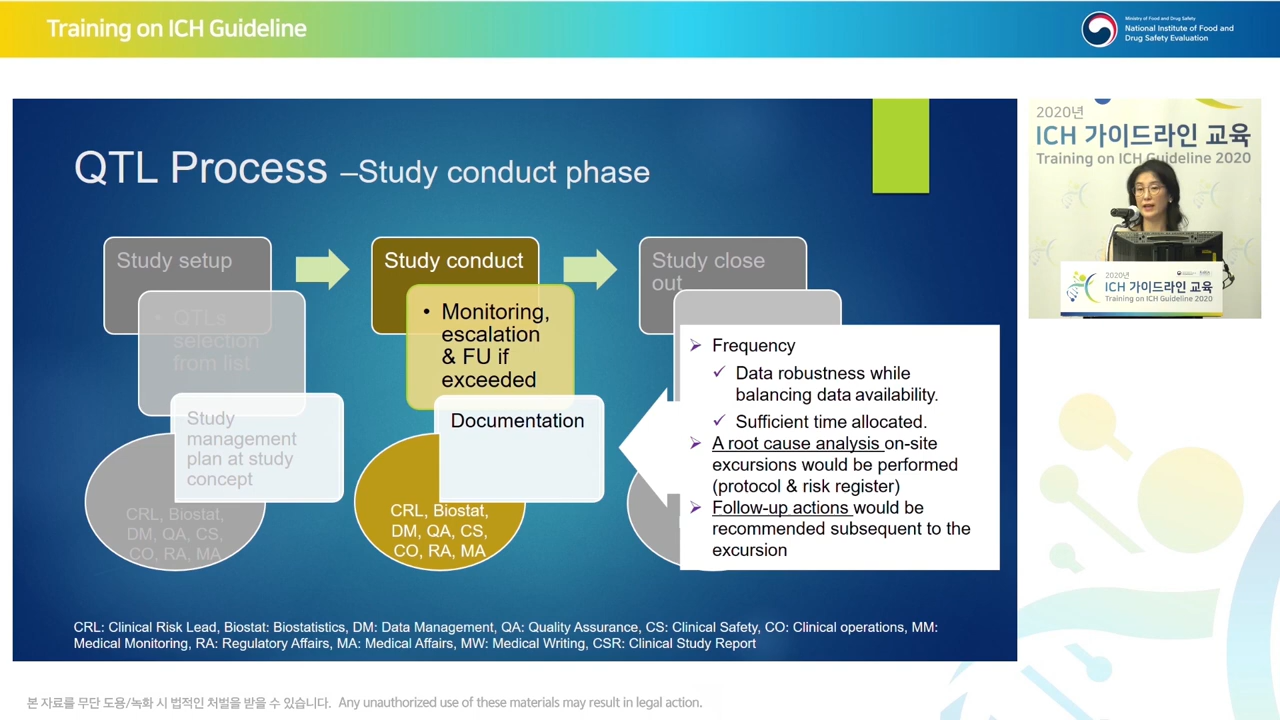 Training on ICH Guideline
Ministry of Food and Drug Safety
National Institute of Food and
Drug Safety Evaluation
QTL Process –Study conduct phase
Study setup
• QTLs
selection
from list
Study
management
plan at study
concept
CRL, Biostat,
DM, QA, CS,
CO, RA, MA
Study conduct
• Monitoring,
escalation
& FU if
exceeded
Documentation
CRL, Biostat,
DM, QA, CS,
CO, RA, MA
Study close
out
➢ Frequency
✓ Data robustness while
balancing data availability.
✓ Sufficient time allocated.
➢ A root cause analysis on-site
excursions would be performed
(protocol & risk register)
➢ Follow-up actions would be
recommended subsequent to the
excursion
CRL: Clinical Risk Lead, Biostat: Biostatistics, DM: Data Management, QA: Quality Assurance, CS: Clinical Safety, CO: Clinical operations, MM:
Medical Monitoring, RA: Regulatory Affairs, MA: Medical Affairs, MW: Medical Writing, CSR: Clinical Study Report
2020년
ICH 가이드라인 교육
Training on ICH Guideline 2020
2020년
ICH 가이드라인 교육
Training on ICH Guideline 2020
본 자료를 무단 도용/녹화 시 법적인 처벌을 받을 수 있습니다. Any unauthorized use of these materials may result in legal action.